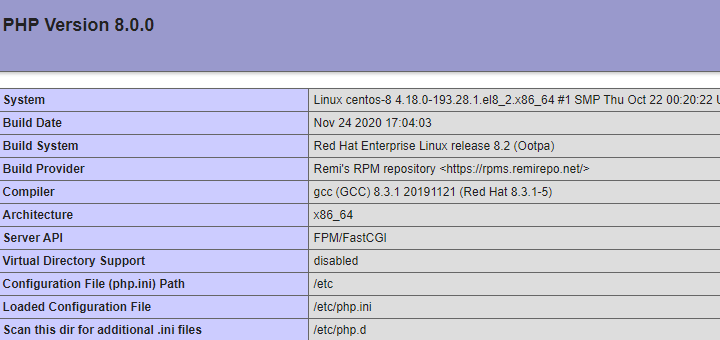 PHP Version 8.0.0
System Linux centos-8 4.18.0-193.28.1.el8_2.x86_64 #1 SMP Thu Oct 22 00:20:22
Build Date Nov 24 2020 17:04:03
Build System Red Hat Enterprise Linux release 8.2 (Ootpa)
Build Provider Remi's RPM repository <https://rpms.remirepo.net/>
Compiler gcc (GCC) 8.3.1 20191121 (Red Hat 8.3.1-5)
Architecture x86_64
Server API FPM/FastCGI
Virtual Directory Support disabled
Configuration File (php.ini) Path /etc
Loaded Configuration File /etc/php.ini
Scan this dir for additional .ini files /etc/php.d